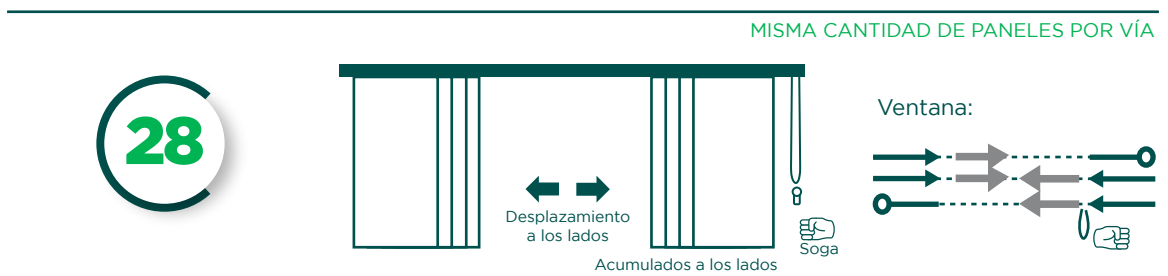 MISMA CANTIDAD DE PANELES POR VÍA
28
Ventana:
Desplazamiento
a los lados
Soga
Acumulados a los lados